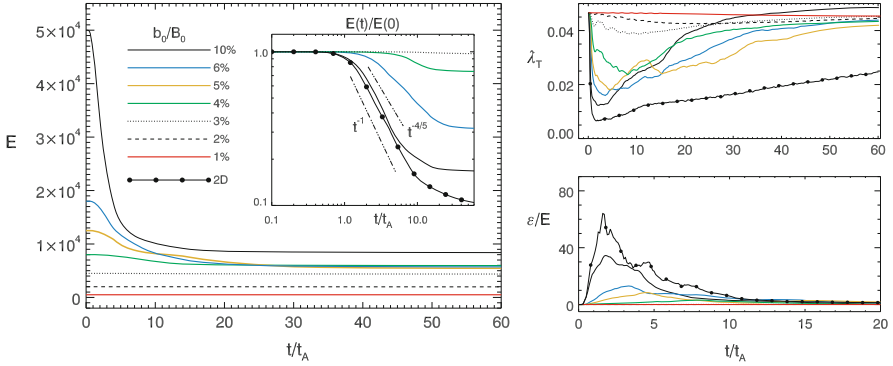 E
5×10⁴
4×10⁴
3×10⁴
2×10⁴
1×10⁴
0
0 10 20 30 40 50 60
t/t_A
b₀/B₀
10%
6%
5%
4%
3%
2%
1%
2D
E(t)/E(0)
1.0
0.1
t⁻¹
t⁻⁴/⁵
0.1 1.0 10.0
t/t_A
λ̂_T
0.04
0.02
0.00
0 10 20 30 40 50 60
ε/E
80
60
40
20
0
0 5 10 15 20
t/t_A